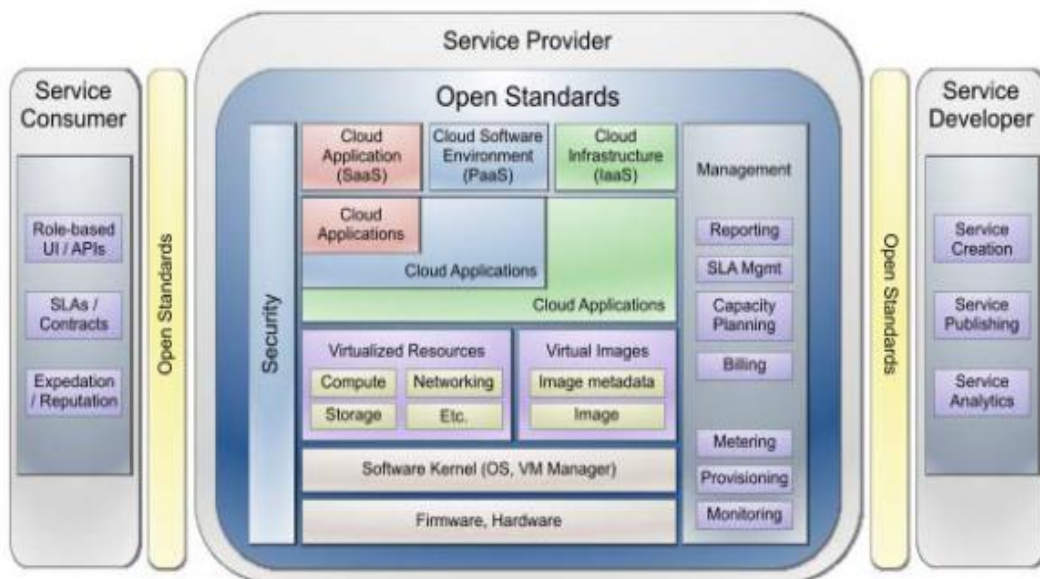 Service Provider
Service
Consumer
Role-based
UI / APIs
SLAs /
Contracts
Expedation
/ Reputation
Open Standards
Open Standards
Security
Cloud
Application
(SaaS)
Cloud Software
Environment
(PaaS)
Cloud
Infrastructure
(IaaS)
Cloud
Applications
Cloud Applications
Cloud Applications
Virtualized Resources
Compute
Networking
Storage
Etc.
Virtual Images
Image metadata
Image
Software Kernel (OS, VM Manager)
Firmware, Hardware
Management
Reporting
SLA Mgmt
Capacity
Planning
Billing
Metering
Provisioning
Monitoring
Open Standards
Service
Developer
Service
Creation
Service
Publishing
Service
Analytics